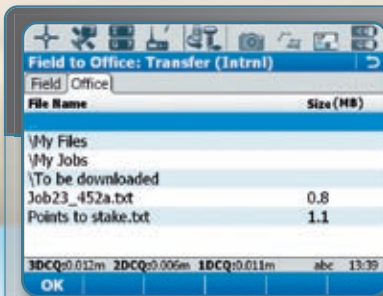 Field to Office: Transfer (Intrnl)
Field Office
File Name Size (MB)
..
\My Files
\My Jobs
\To be downloaded
Job23_452a.txt 0.8
Points to stake.txt 1.1
3DCQ:0.012m 2DCQ:0.006m 1DCQ:0.011m abc 13:39
OK